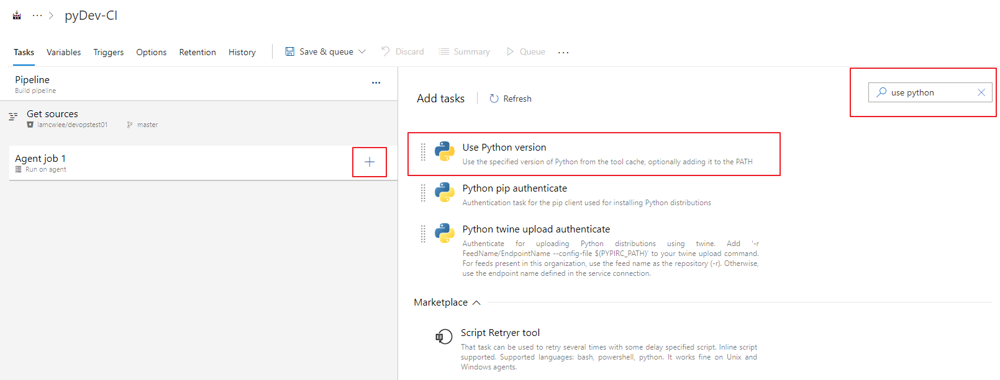 ··· > pyDev-CI
Tasks Variables Triggers Options Retention History Save & queue Discard Summary Queue ···
Pipeline ···
Build pipeline
Get sources
iamcwlee/devopstest01 master
Agent job 1 +
Run on agent
Add tasks Refresh use python
Use Python version
Use the specified version of Python from the tool cache, optionally adding it to the PATH
Python pip authenticate
Authentication task for the pip client used for installing Python distributions
Python twine upload authenticate
Authenticate for uploading Python distributions using twine. Add '-r
FeedName/EndpointName --config-file $(PYPIRC_PATH)' to your twine upload command.
For feeds present in this organization, use the feed name as the repository (-r). Otherwise,
use the endpoint name defined in the service connection.
Marketplace
Script Retryer tool
That task can be used to retry several times with some delay specified script. Inline script
supported. Supported languages: bash, powershell, python. It works fine on Unix and
Windows agents.